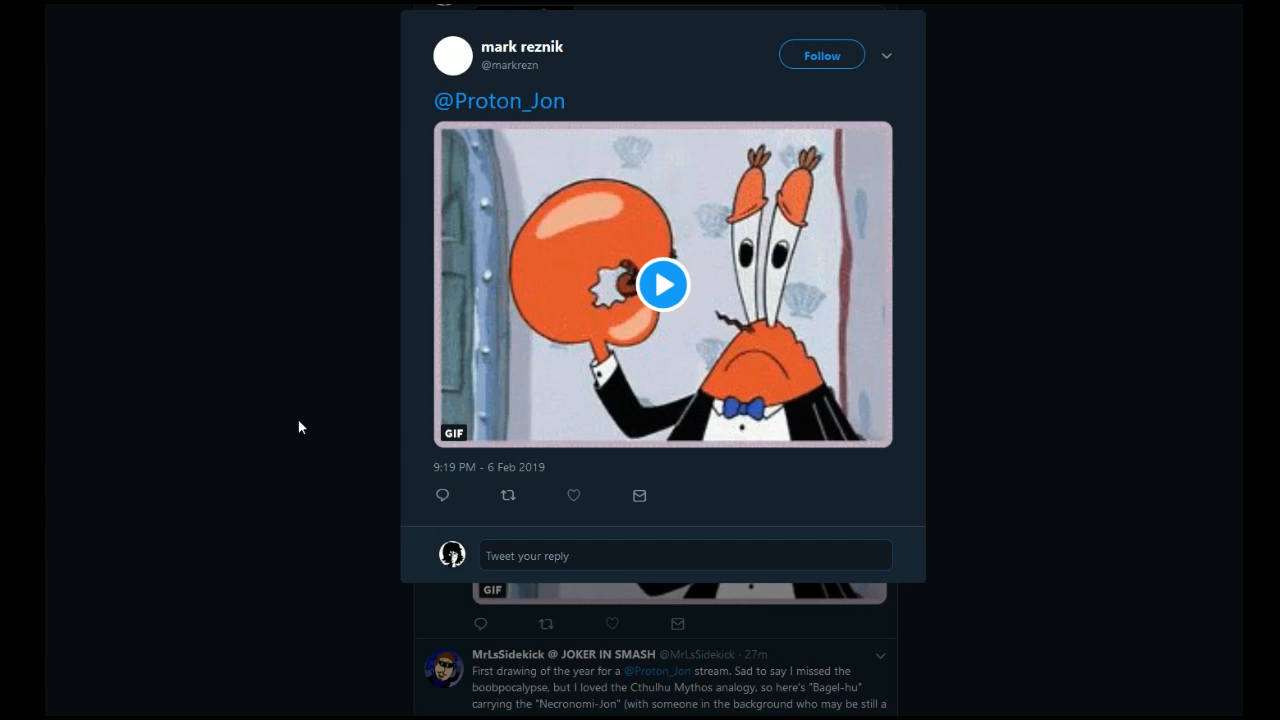 mark reznik
@markrezn
Follow
@Proton_Jon
GIF
9:19 PM - 6 Feb 2019
Tweet your reply
GIF
MrLsSidekick @ JOKER IN SMASH @MrLsSidekick · 27m
First drawing of the year for a @Proton_Jon stream. Sad to say I missed the
boobpocalypse, but I loved the Cthulhu Mythos analogy, so here's "Bagel-hu"
carrying the "Necronomi-Jon" (with someone in the background who may be still a